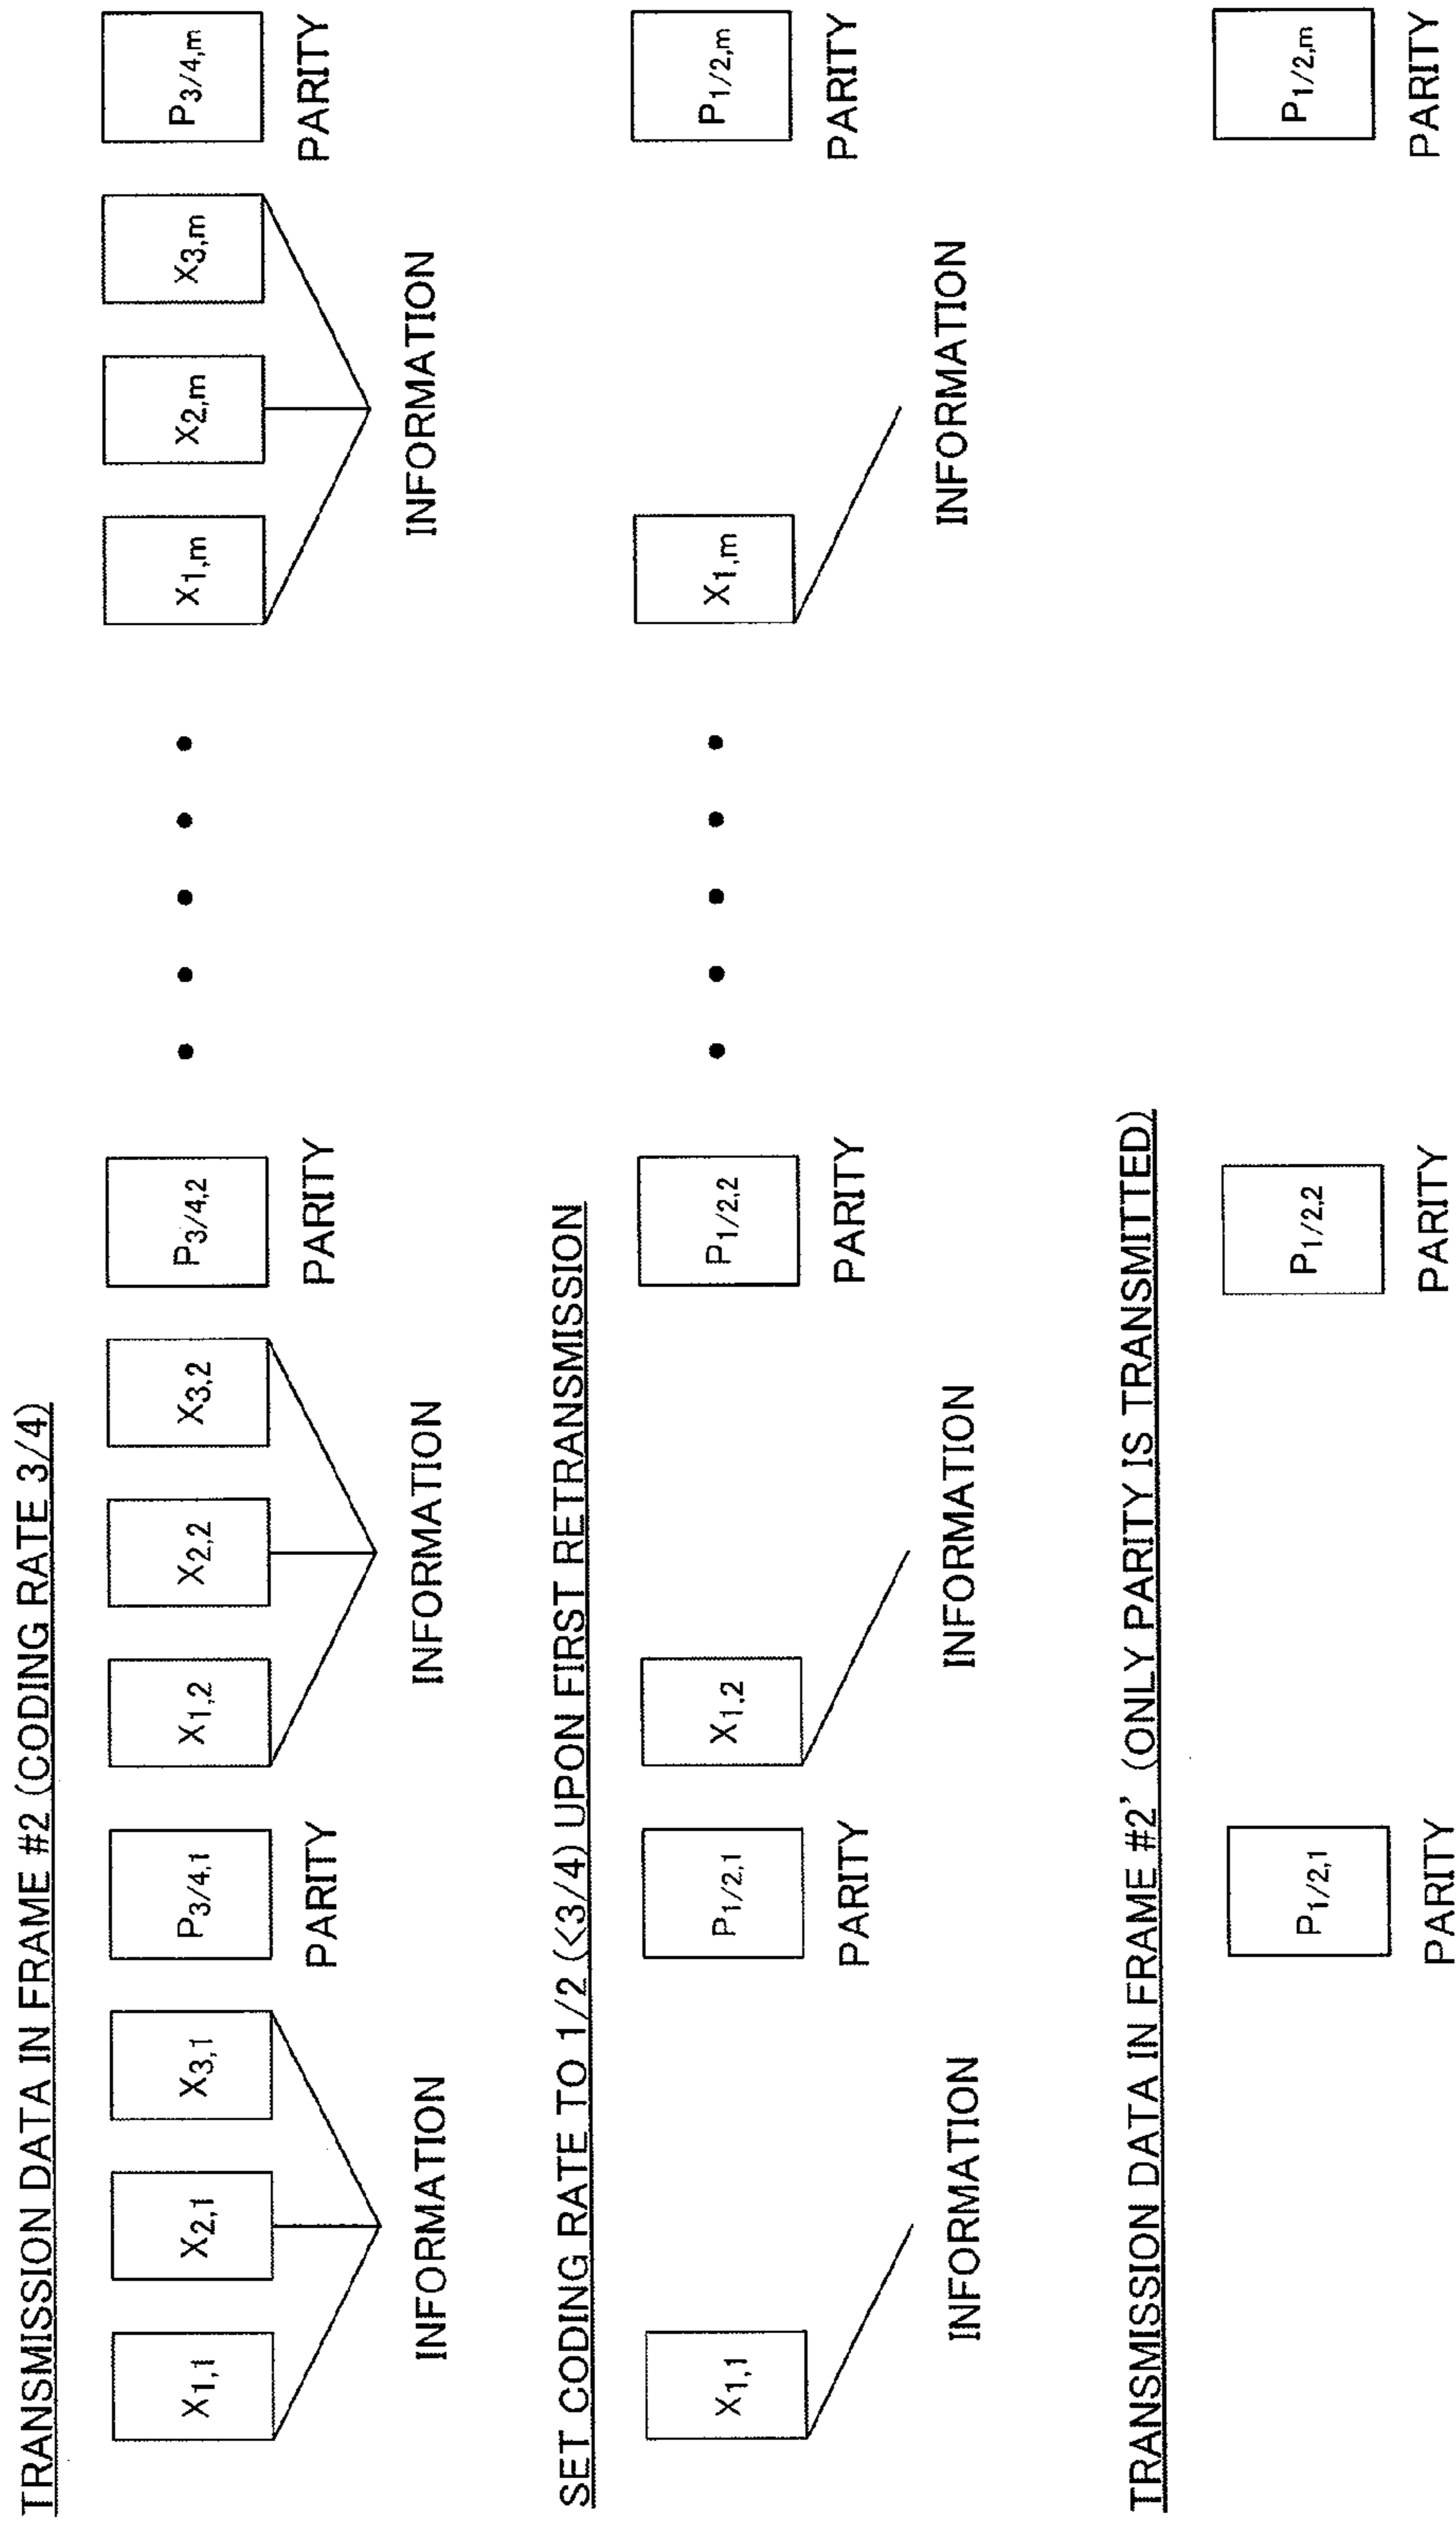 TRANSMISSION DATA IN FRAME #2 (CODING RATE 3/4)
X1,1 X2,1 X3,1 P3/4,1 X1,2 X2,2 X3,2 P3/4,2 • • • • • X1,m X2,m X3,m P3/4,m
PARITY PARITY PARITY
INFORMATION INFORMATION INFORMATION
SET CODING RATE TO 1/2 (<3/4) UPON FIRST RETRANSMISSION
X1,1 P1/2,1 X1,2 P1/2,2 • • • • • X1,m P1/2,m
PARITY PARITY PARITY
INFORMATION INFORMATION INFORMATION
TRANSMISSION DATA IN FRAME #2' (ONLY PARITY IS TRANSMITTED)
P1/2,1 P1/2,2 P1/2,m
PARITY PARITY PARITY